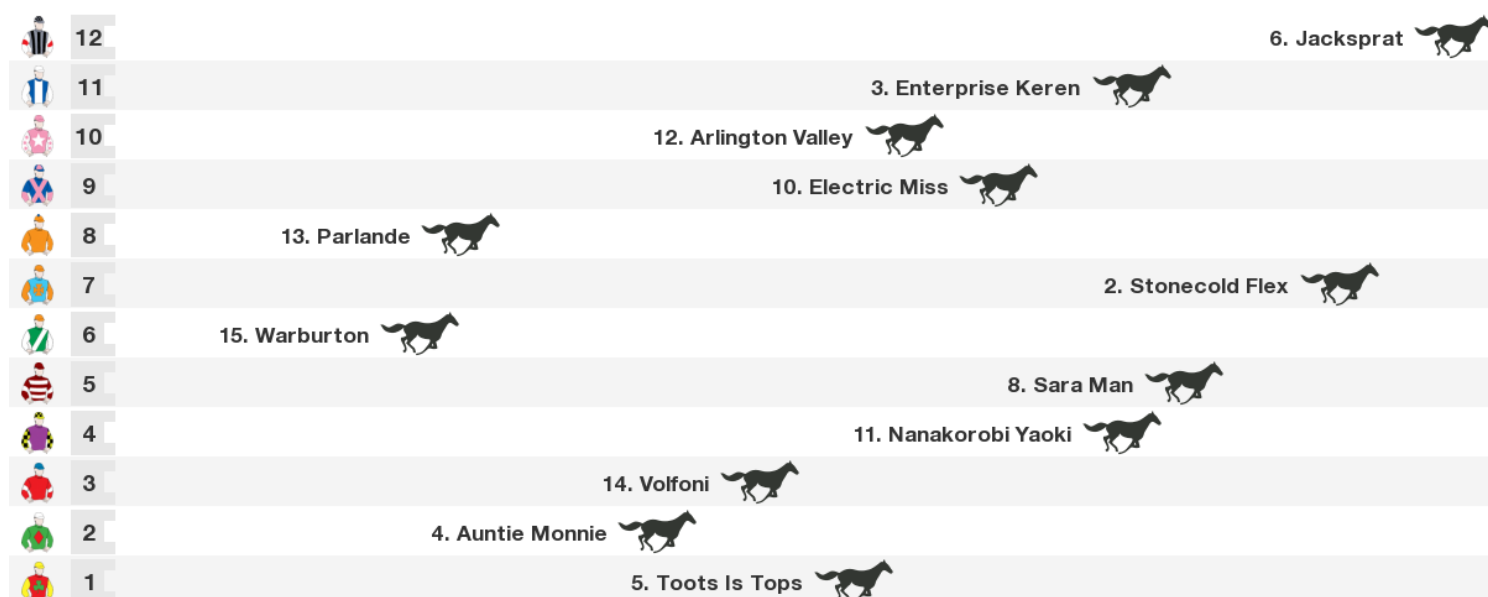 12 6. Jacksprat
11 3. Enterprise Keren
10 12. Arlington Valley
9 10. Electric Miss
8 13. Parlande
7 2. Stonecold Flex
6 15. Warburton
5 8. Sara Man
4 11. Nanakorobi Yaoki
3 14. Volfoni
2 4. Auntie Monnie
1 5. Toots Is Tops